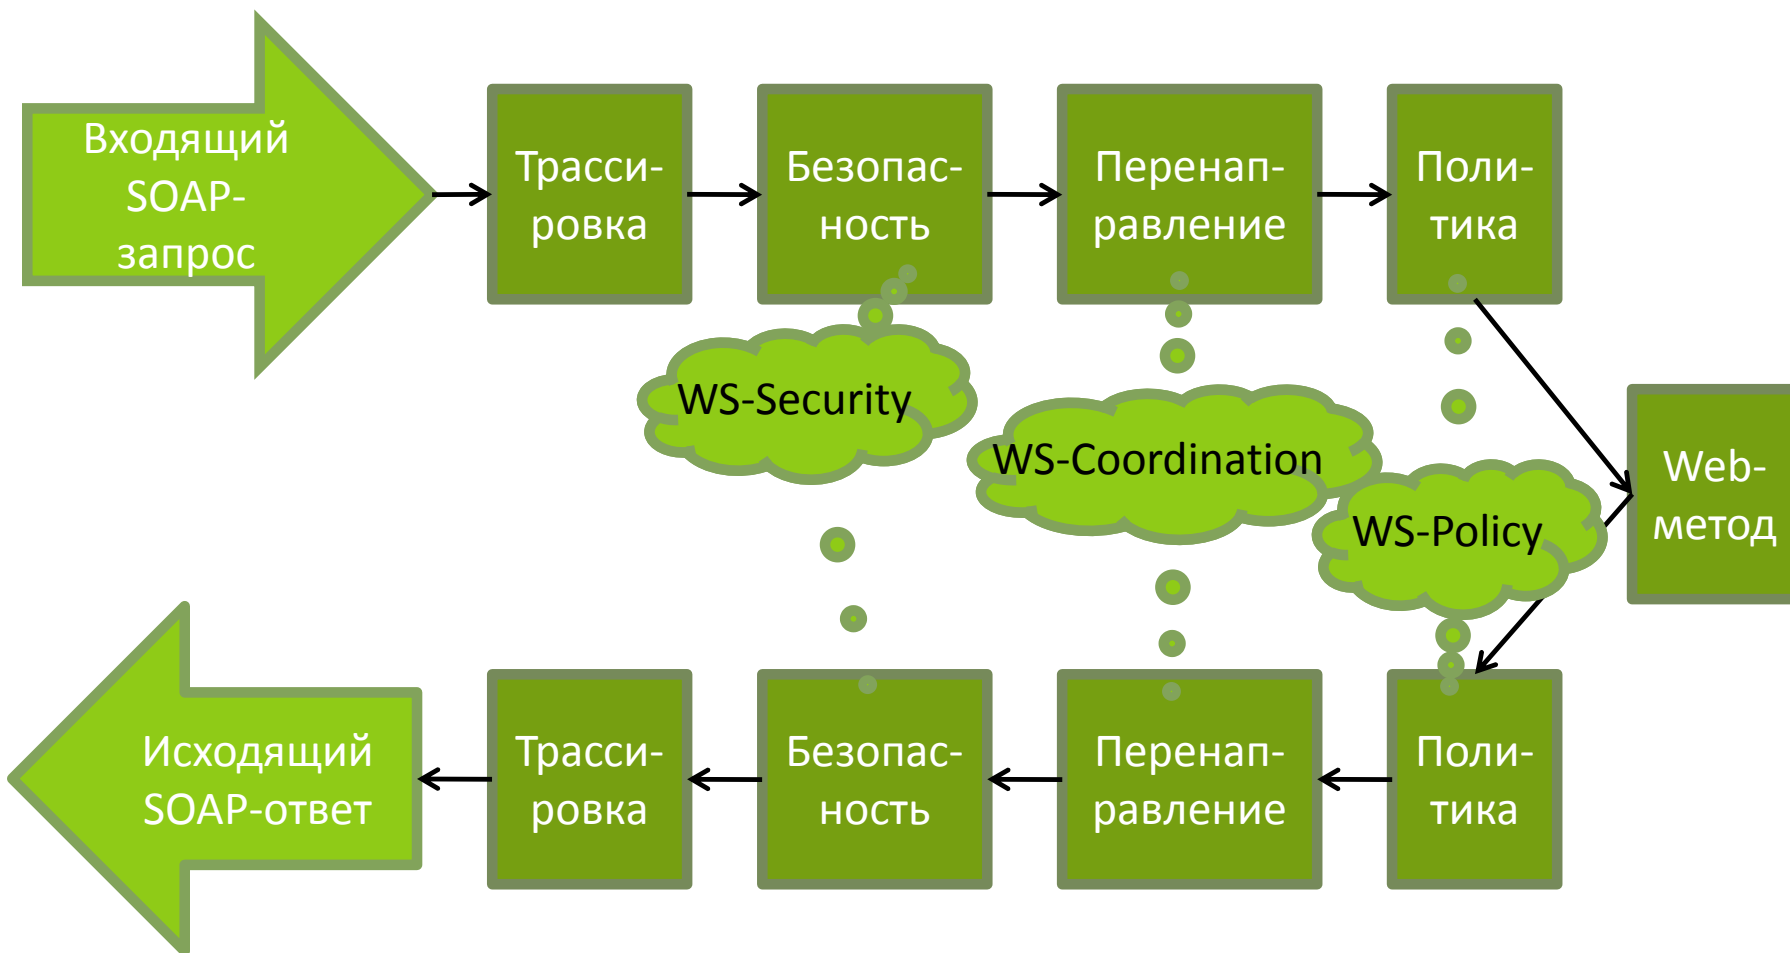 Входящий
SOAP-
запрос
Трасси-
ровка
Безопас-
ность
Перенап-
равление
Поли-
тика
WS-Security
WS-Coordination
WS-Policy
Web-
метод
Исходящий
SOAP-ответ
Трасси-
ровка
Безопас-
ность
Перенап-
равление
Поли-
тика